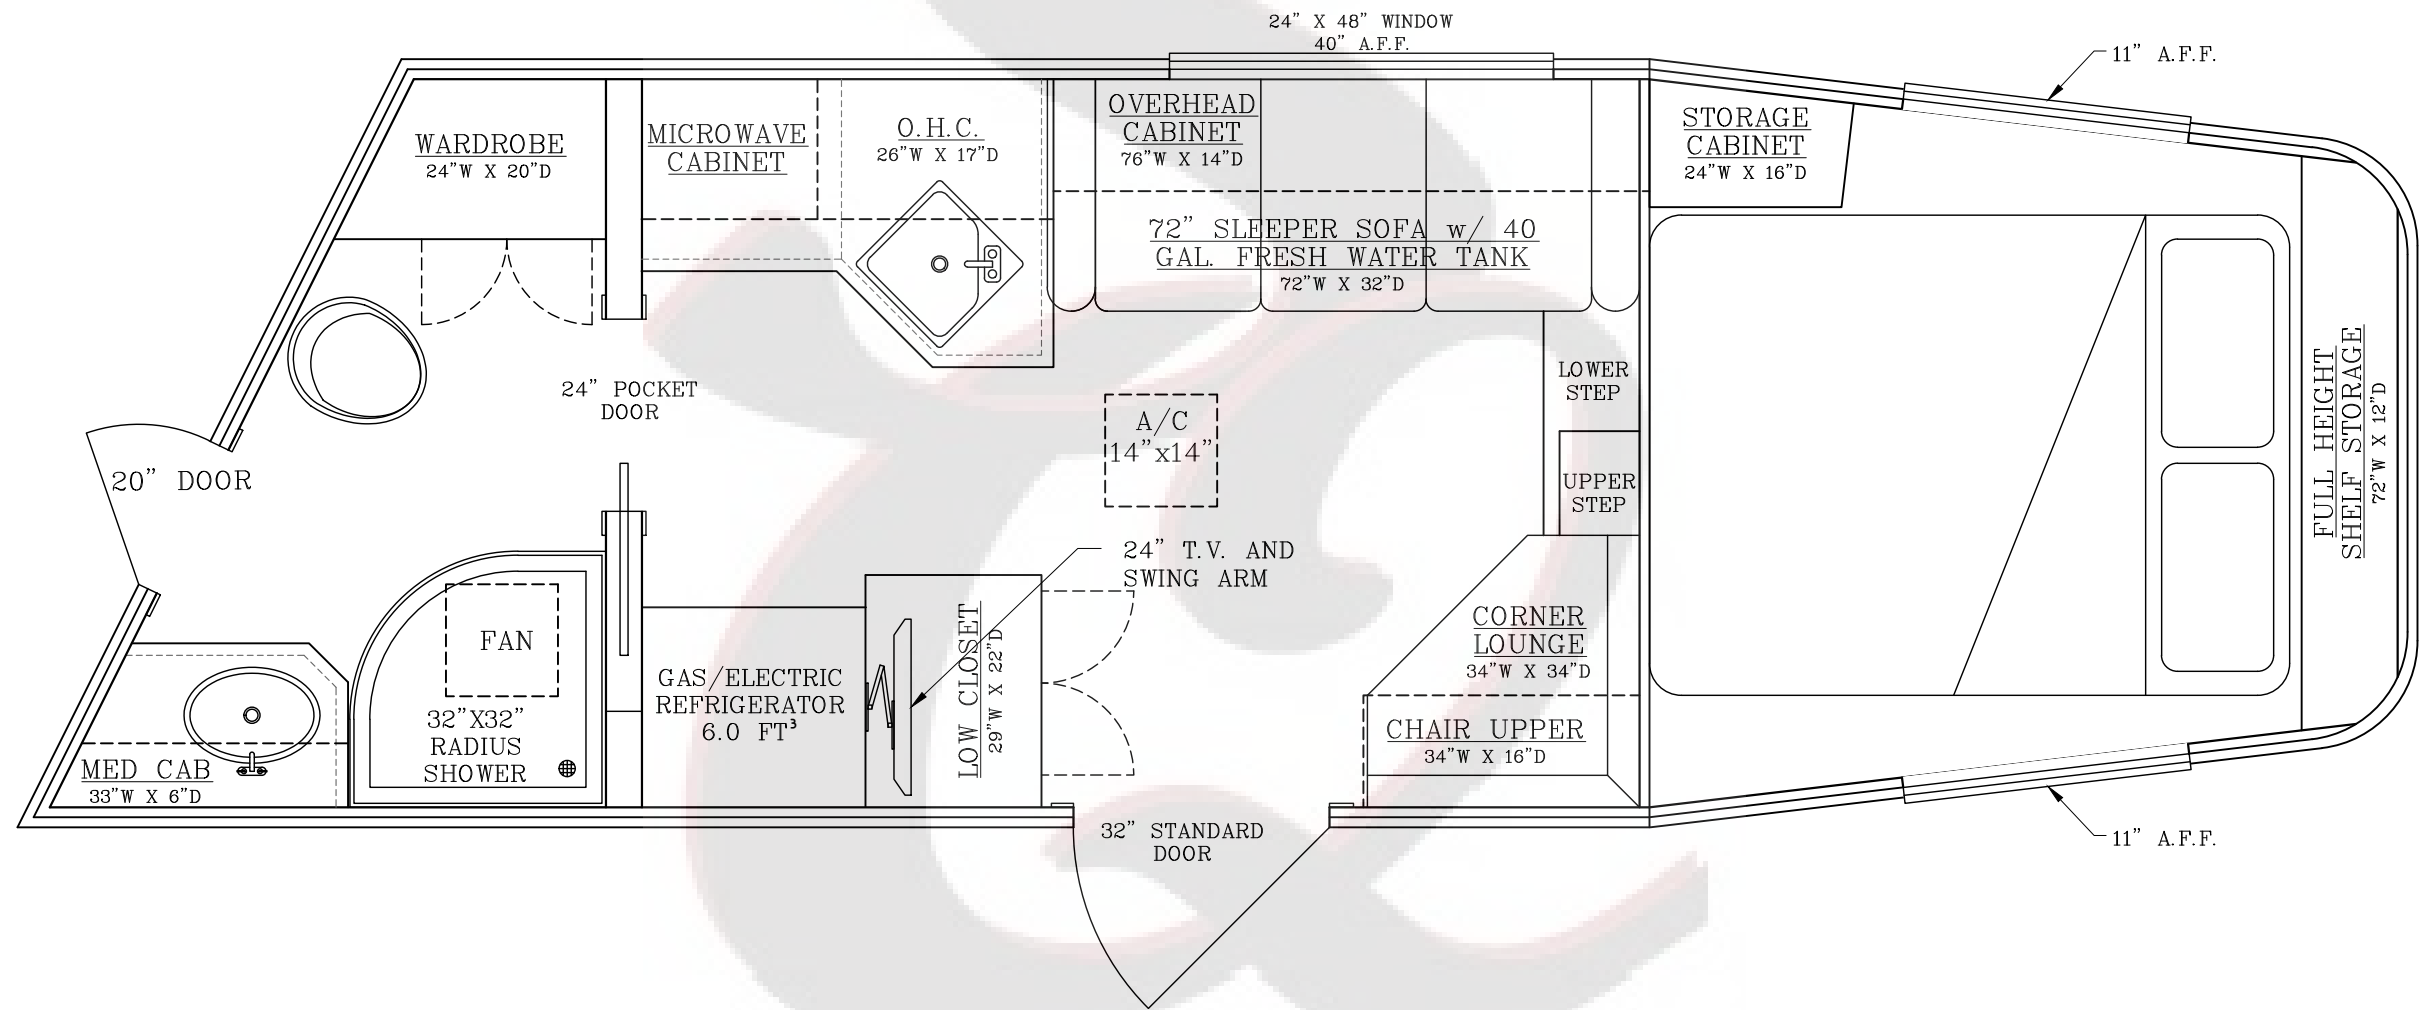 24" X 48" WINDOW
40" A.F.F.
11" A.F.F.
WARDROBE
24"W X 20"D
MICROWAVE
CABINET
O.H.C.
26"W X 17"D
OVERHEAD
CABINET
76"W X 14"D
STORAGE
CABINET
24"W X 16"D
72" SLEEPER SOFA w/ 40
GAL. FRESH WATER TANK
72"W X 32"D
24" POCKET
DOOR
LOWER
STEP
A/C
14"x14"
20" DOOR
UPPER
STEP
FULL HEIGHT
SHELF STORAGE
72"W X 12"D
24" T.V. AND
SWING ARM
FAN
CORNER
LOUNGE
34"W X 34"D
GAS/ELECTRIC
REFRIGERATOR
6.0 FT³
LOW CLOSET
29"W X 22"D
32"X32"
RADIUS
SHOWER
CHAIR UPPER
34"W X 16"D
MED CAB
33"W X 6"D
32" STANDARD
DOOR
11" A.F.F.